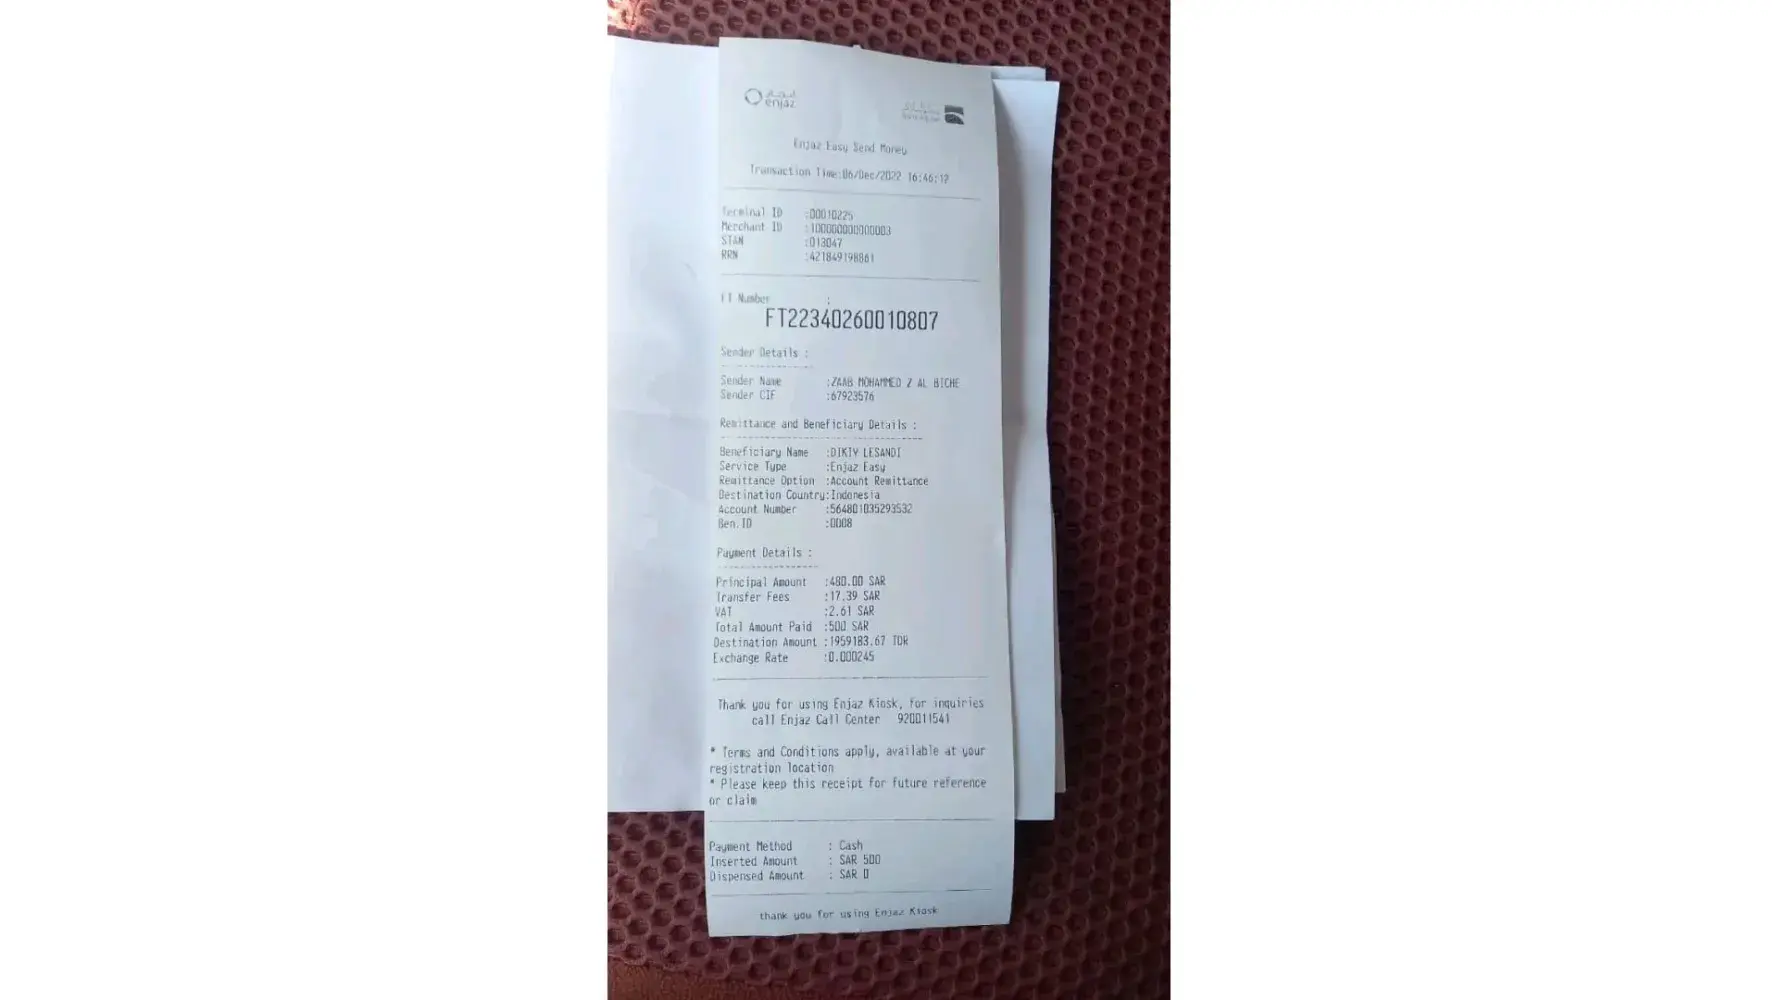 إنجاز
enjaz
Enjaz Easy Send Money
Transaction Time:06/Dec/2022 16:46:12
Terminal ID :00010225
Merchant ID :10000000000003
STAN :013047
RRN :421849198861
FT Number :
FT22340260010807
Sender Details :
Sender Name :ZAAB MOHAMMED Z AL BICHE
Sender CIF :67923576
Remittance and Beneficiary Details :
Beneficiary Name :DIKTY LESANDI
Service Type :Enjaz Easy
Remittance Option :Account Remittance
Destination Country:Indonesia
Account Number :564801035293532
Ben.ID :0008
Payment Details :
Principal Amount :480.00 SAR
Transfer Fees :17.39 SAR
VAT :2.61 SAR
Total Amount Paid :500 SAR
Destination Amount :1959183.67 IDR
Exchange Rate :0.000245
Thank you for using Enjaz Kiosk, for inquiries
call Enjaz Call Center 920011541
* Terms and Conditions apply, available at your
registration location
* Please keep this receipt for future reference
or claim
Payment Method : Cash
Inserted Amount : SAR 500
Dispensed Amount : SAR 0
thank you for using Enjaz Kiosk